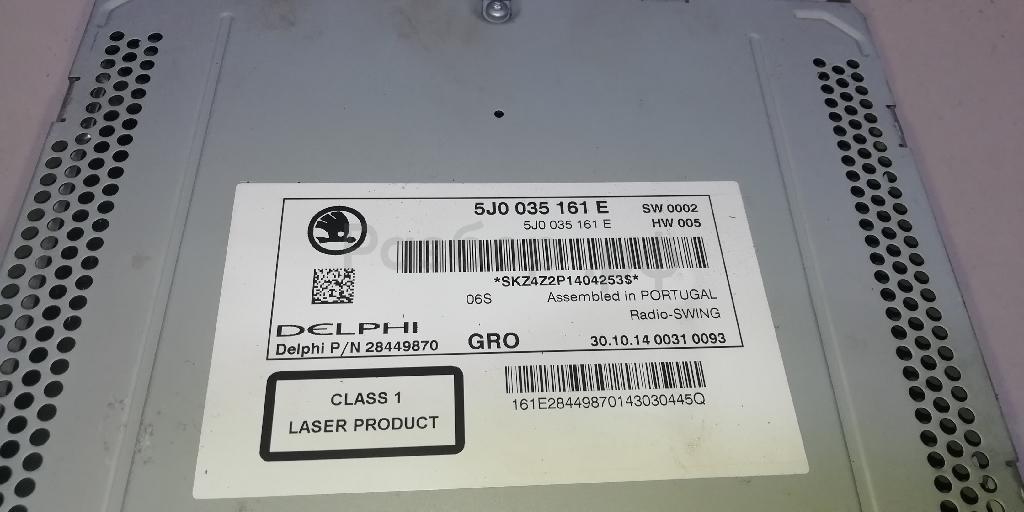 5J0 035 161 E SW 0002
5J0 035 161 E HW 005
*SKZ4Z2P1404253$*
06S Assembled in PORTUGAL
Radio-SWING
DELPHI
Delphi P/N 28449870 GRO 30.10.14 0031 0093
CLASS 1
LASER PRODUCT
161E28449870143030445Q